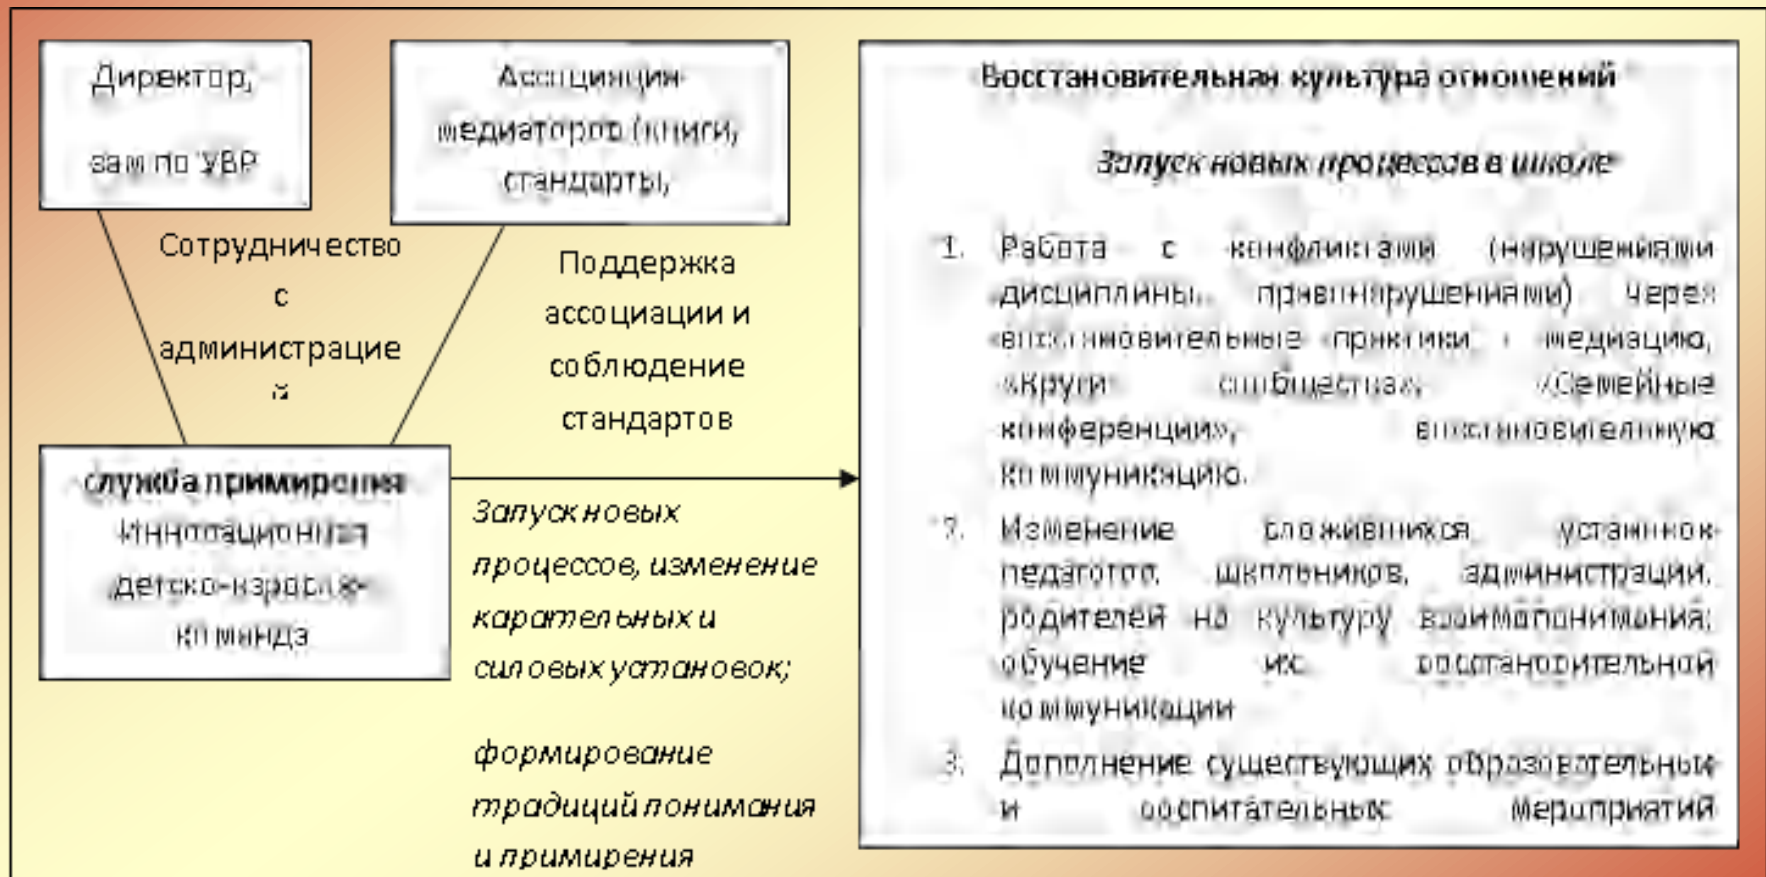 Директор,
зам по УВР
Ассоциация
медиаторов (книги,
стандарты,
Сотрудничество
с
администрацие
й
Поддержка
ассоциации и
соблюдение
стандартов
служба примирения
Инновационная
детско-взрослая
команда
Запуск новых
процессов, изменение
карательных и
силовых установок;
формирование
традиций понимания
и примирения
Восстановительная культура отношений
Запуск новых процессов в школе
1. Работа с конфликтами (нарушениями
дисциплины, правонарушениями) через
восстановительные практики: медиацию,
«Круги сообщества», «Семейные
конференции», восстановительную
коммуникацию.
2. Изменение сложившихся установок
педагогов, школьников, администрации,
родителей на культуру взаимопонимания;
обучение их восстановительной
коммуникации
3. Дополнение существующих образовательных
и воспитательных мероприятий